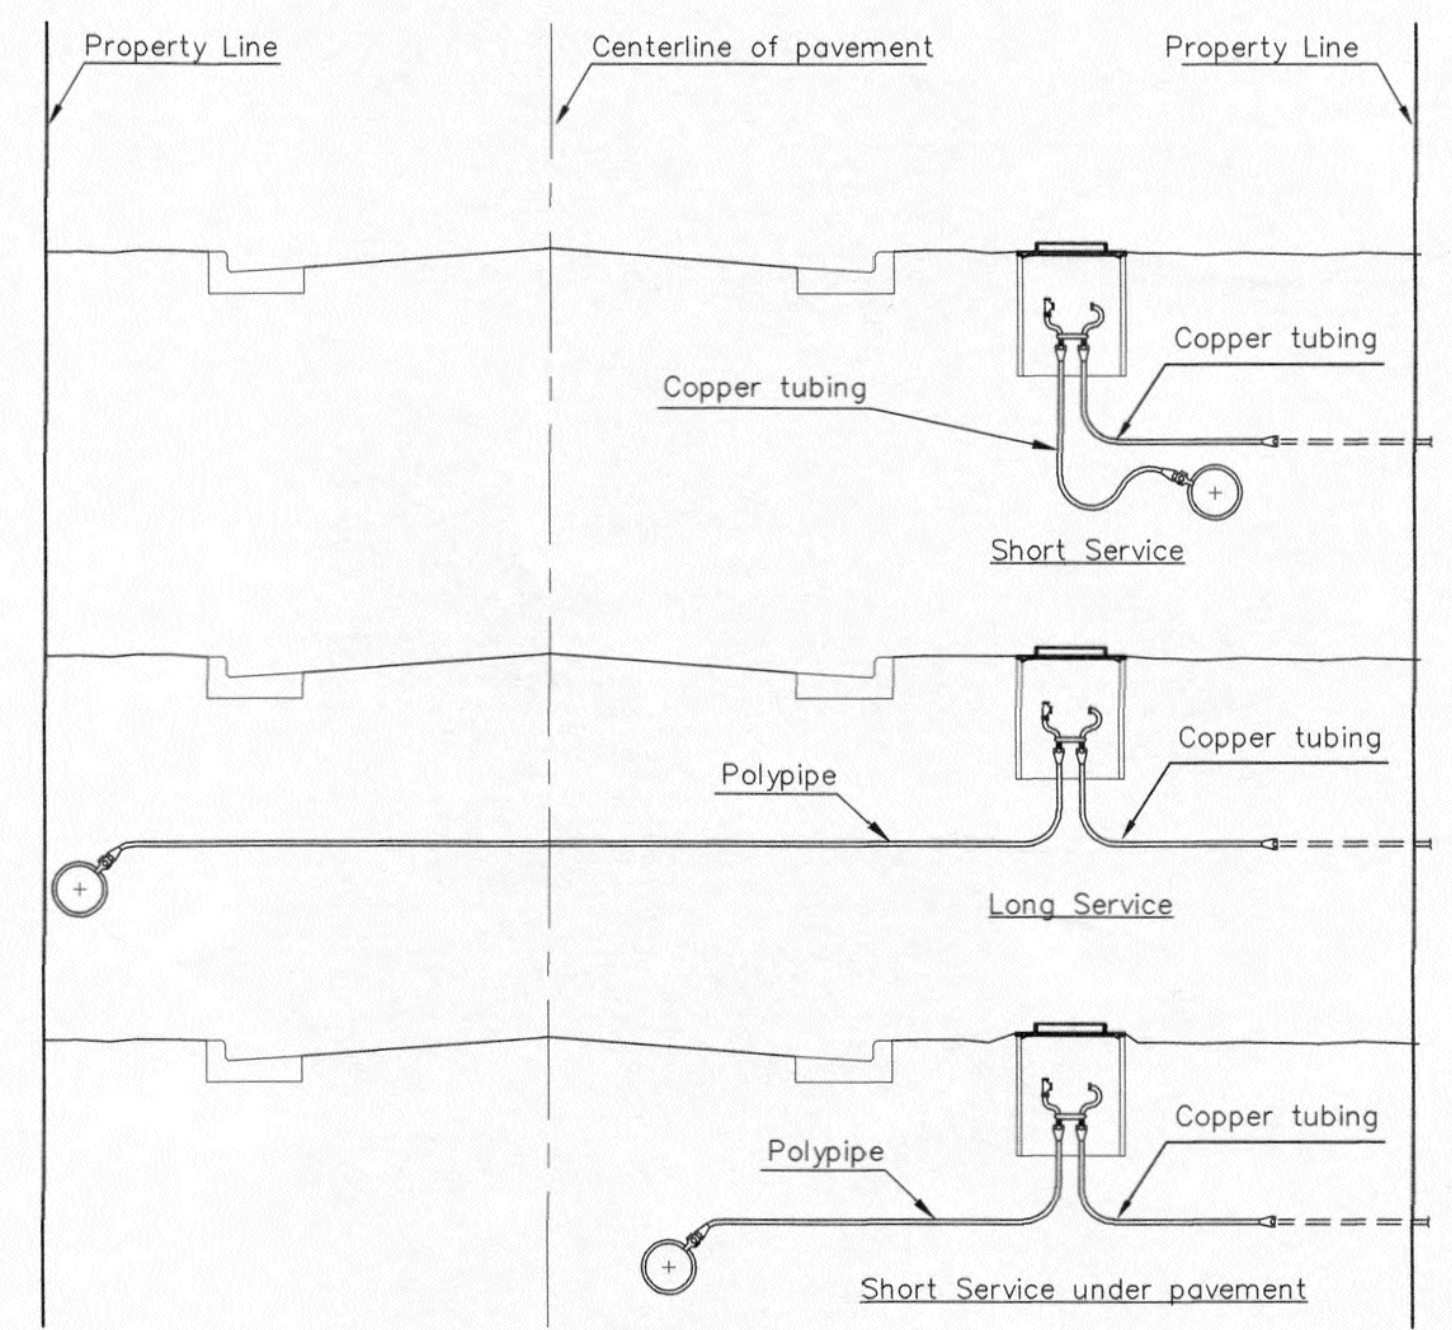 Property Line
Centerline of pavement
Property Line
Copper tubing
Copper tubing
Short Service
Copper tubing
Polypipe
Long Service
Copper tubing
Polypipe
Short Service under pavement